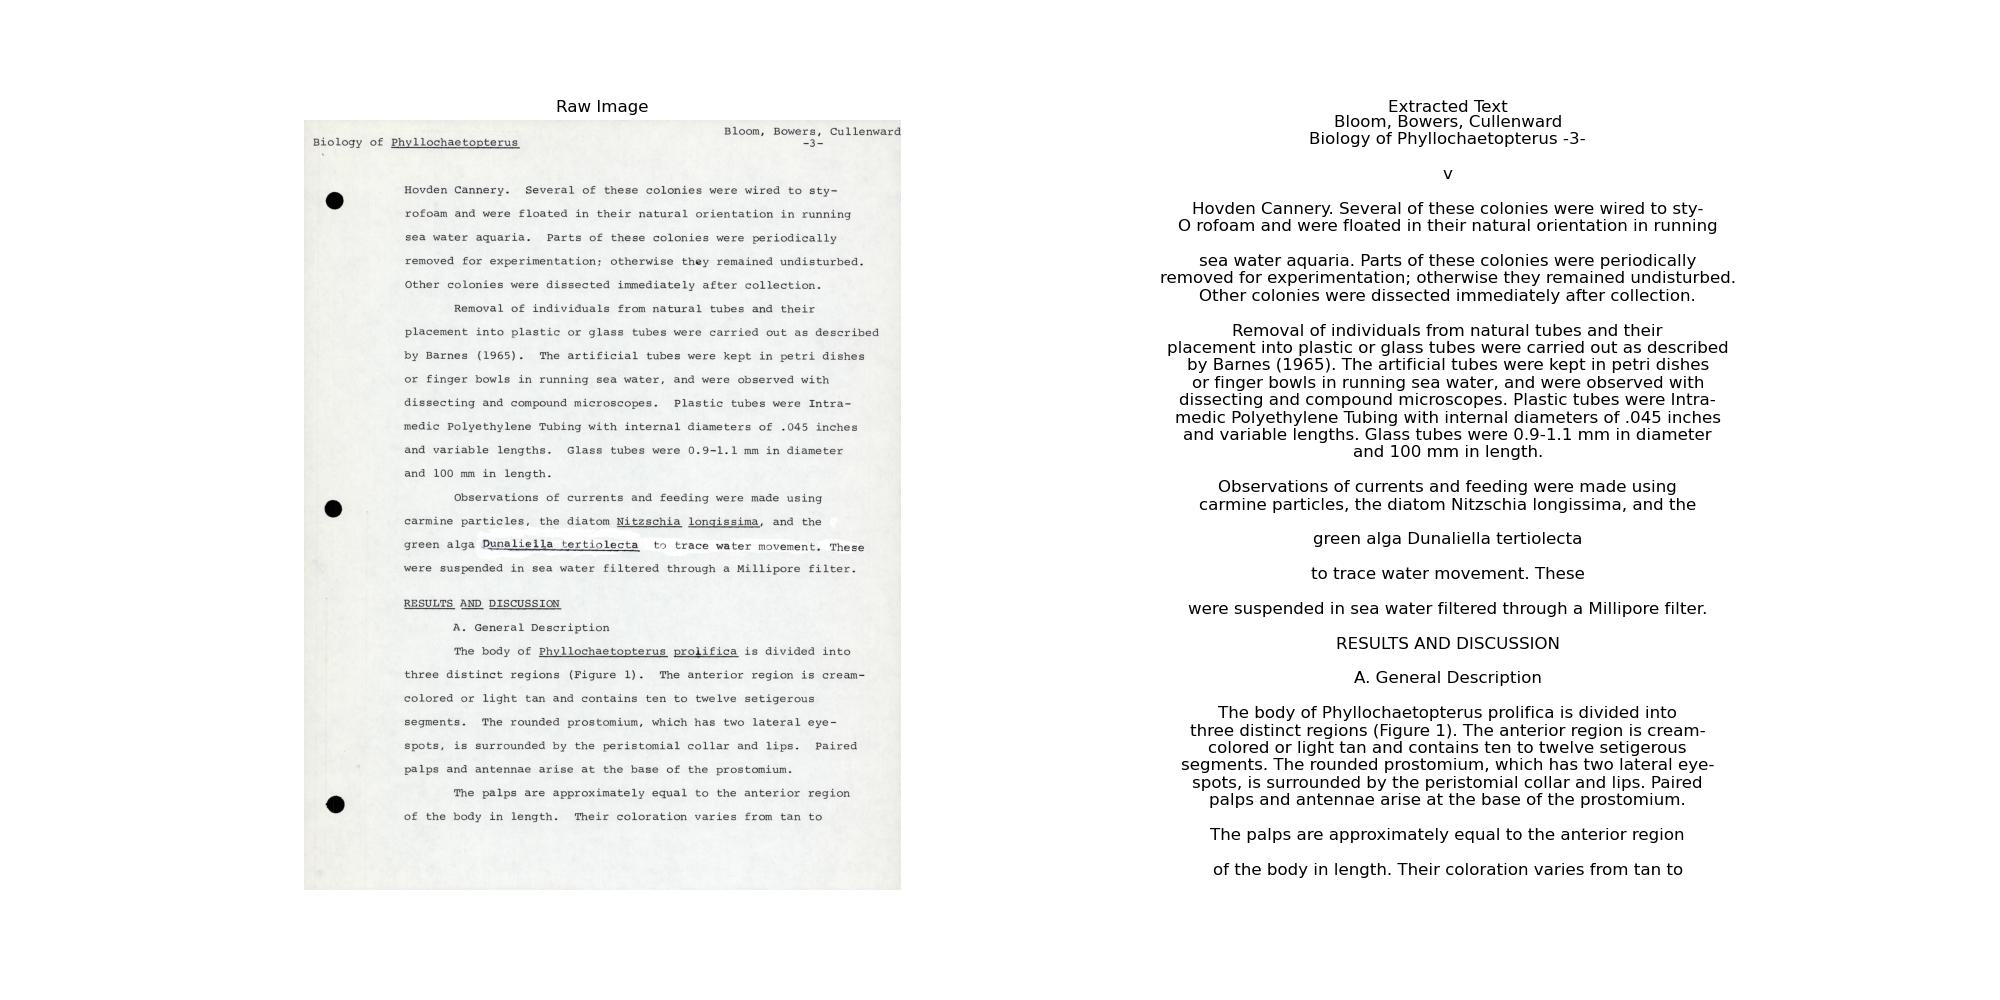 Raw Image
Bloom, Bowers, Cullenward
Biology of Phyllochaetopterus -3-
Hovden Cannery. Several of these colonies were wired to sty-
rofoam and were floated in their natural orientation in running
sea water aquaria. Parts of these colonies were periodically
removed for experimentation; otherwise they remained undisturbed.
Other colonies were dissected immediately after collection.
Removal of individuals from natural tubes and their
placement into plastic or glass tubes were carried out as described
by Barnes (1965). The artificial tubes were kept in petri dishes
or finger bowls in running sea water, and were observed with
dissecting and compound microscopes. Plastic tubes were Intra-
medic Polyethylene Tubing with internal diameters of .045 inches
and variable lengths. Glass tubes were 0.9-1.1 mm in diameter
and 100 mm in length.
Observations of currents and feeding were made using
carmine particles, the diatom Nitzschia longissima, and the
green alga Dunaliella tertiolecta to trace water movement. These
were suspended in sea water filtered through a Millipore filter.
RESULTS AND DISCUSSION
A. General Description
The body of Phyllochaetopterus prolifica is divided into
three distinct regions (Figure 1). The anterior region is cream-
colored or light tan and contains ten to twelve setigerous
segments. The rounded prostomium, which has two lateral eye-
spots, is surrounded by the peristomial collar and lips. Paired
palps and antennae arise at the base of the prostomium.
The palps are approximately equal to the anterior region
of the body in length. Their coloration varies from tan to
Extracted Text
Bloom, Bowers, Cullenward
Biology of Phyllochaetopterus -3-
v
Hovden Cannery. Several of these colonies were wired to sty-
O rofoam and were floated in their natural orientation in running
sea water aquaria. Parts of these colonies were periodically
removed for experimentation; otherwise they remained undisturbed.
Other colonies were dissected immediately after collection.
Removal of individuals from natural tubes and their
placement into plastic or glass tubes were carried out as described
by Barnes (1965). The artificial tubes were kept in petri dishes
or finger bowls in running sea water, and were observed with
dissecting and compound microscopes. Plastic tubes were Intra-
medic Polyethylene Tubing with internal diameters of .045 inches
and variable lengths. Glass tubes were 0.9-1.1 mm in diameter
and 100 mm in length.
Observations of currents and feeding were made using
carmine particles, the diatom Nitzschia longissima, and the
green alga Dunaliella tertiolecta
to trace water movement. These
were suspended in sea water filtered through a Millipore filter.
RESULTS AND DISCUSSION
A. General Description
The body of Phyllochaetopterus prolifica is divided into
three distinct regions (Figure 1). The anterior region is cream-
colored or light tan and contains ten to twelve setigerous
segments. The rounded prostomium, which has two lateral eye-
spots, is surrounded by the peristomial collar and lips. Paired
palps and antennae arise at the base of the prostomium.
The palps are approximately equal to the anterior region
of the body in length. Their coloration varies from tan to